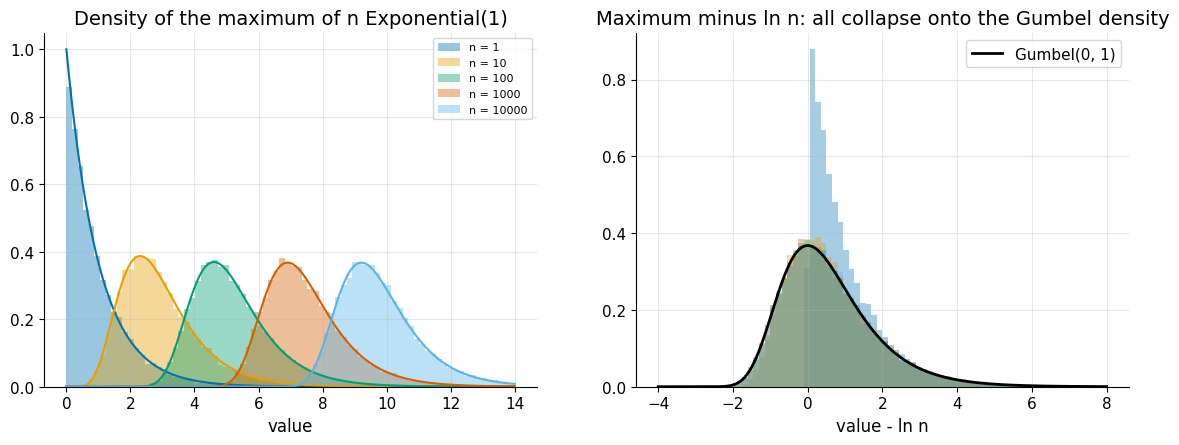 Density of the maximum of n Exponential(1)
1.0
0.8
0.6
0.4
0.2
0.0
0
2
4
6
8
10
12
14
value
n = 1
n = 10
n = 100
n = 1000
n = 10000
Maximum minus ln n: all collapse onto the Gumbel density
0.8
0.6
0.4
0.2
0.0
−4
−2
0
2
4
6
8
value - ln n
Gumbel(0, 1)